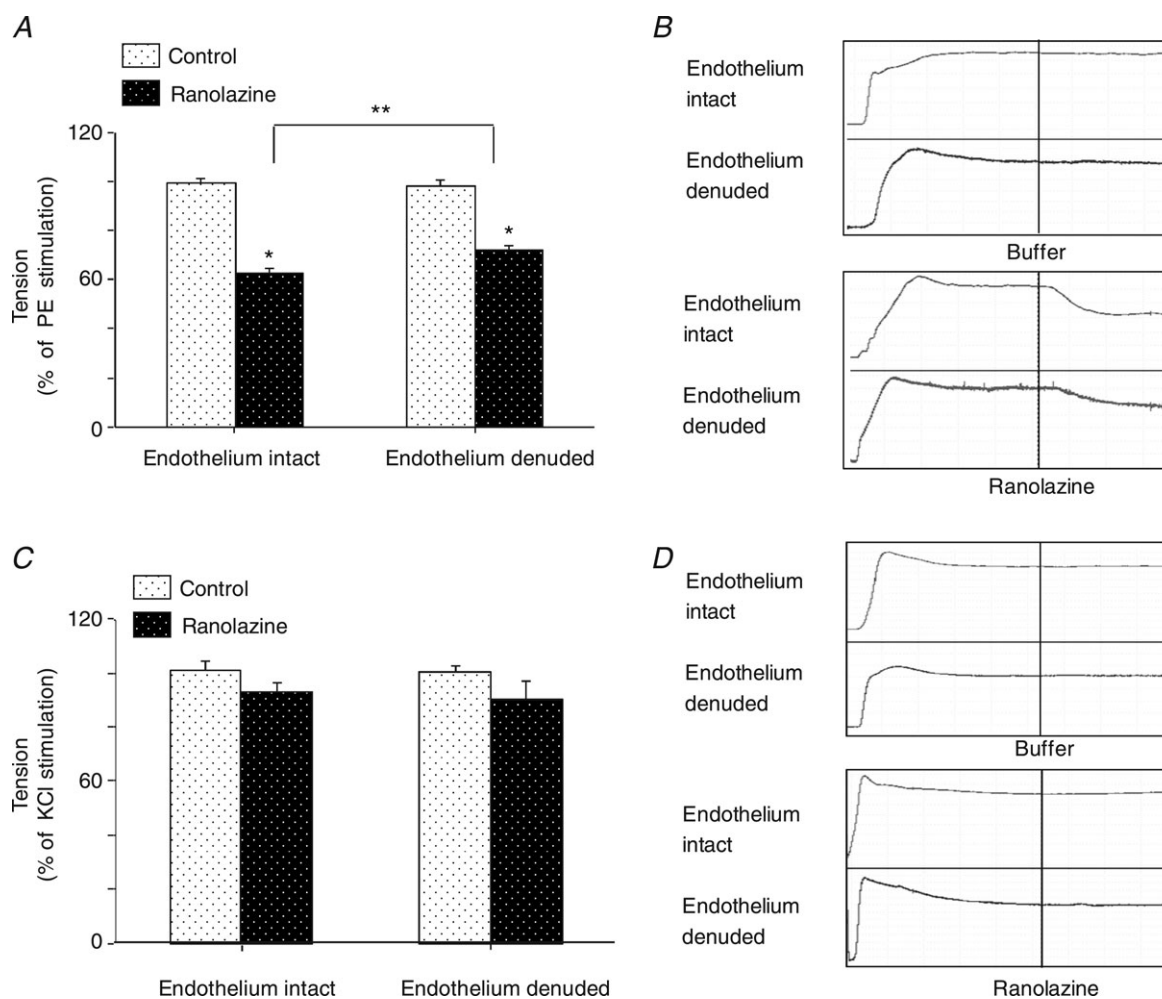 A
Control
Ranolazine
**
120
60
0
Tension
(% of PE stimulation)
*
*
Endothelium intact
Endothelium denuded
B
Endothelium
intact
Endothelium
denuded
Buffer
Endothelium
intact
Endothelium
denuded
Ranolazine
C
Control
Ranolazine
120
60
0
Tension
(% of KCl stimulation)
Endothelium intact
Endothelium denuded
D
Endothelium
intact
Endothelium
denuded
Buffer
Endothelium
intact
Endothelium
denuded
Ranolazine